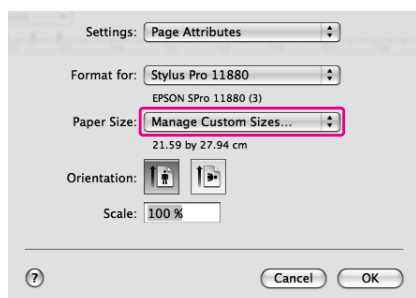 Settings: Page Attributes
Format for: Stylus Pro 11880
EPSON SPro 11880 (3)
Paper Size: Manage Custom Sizes...
21.59 by 27.94 cm
Orientation:
Scale: 100 %
? Cancel OK